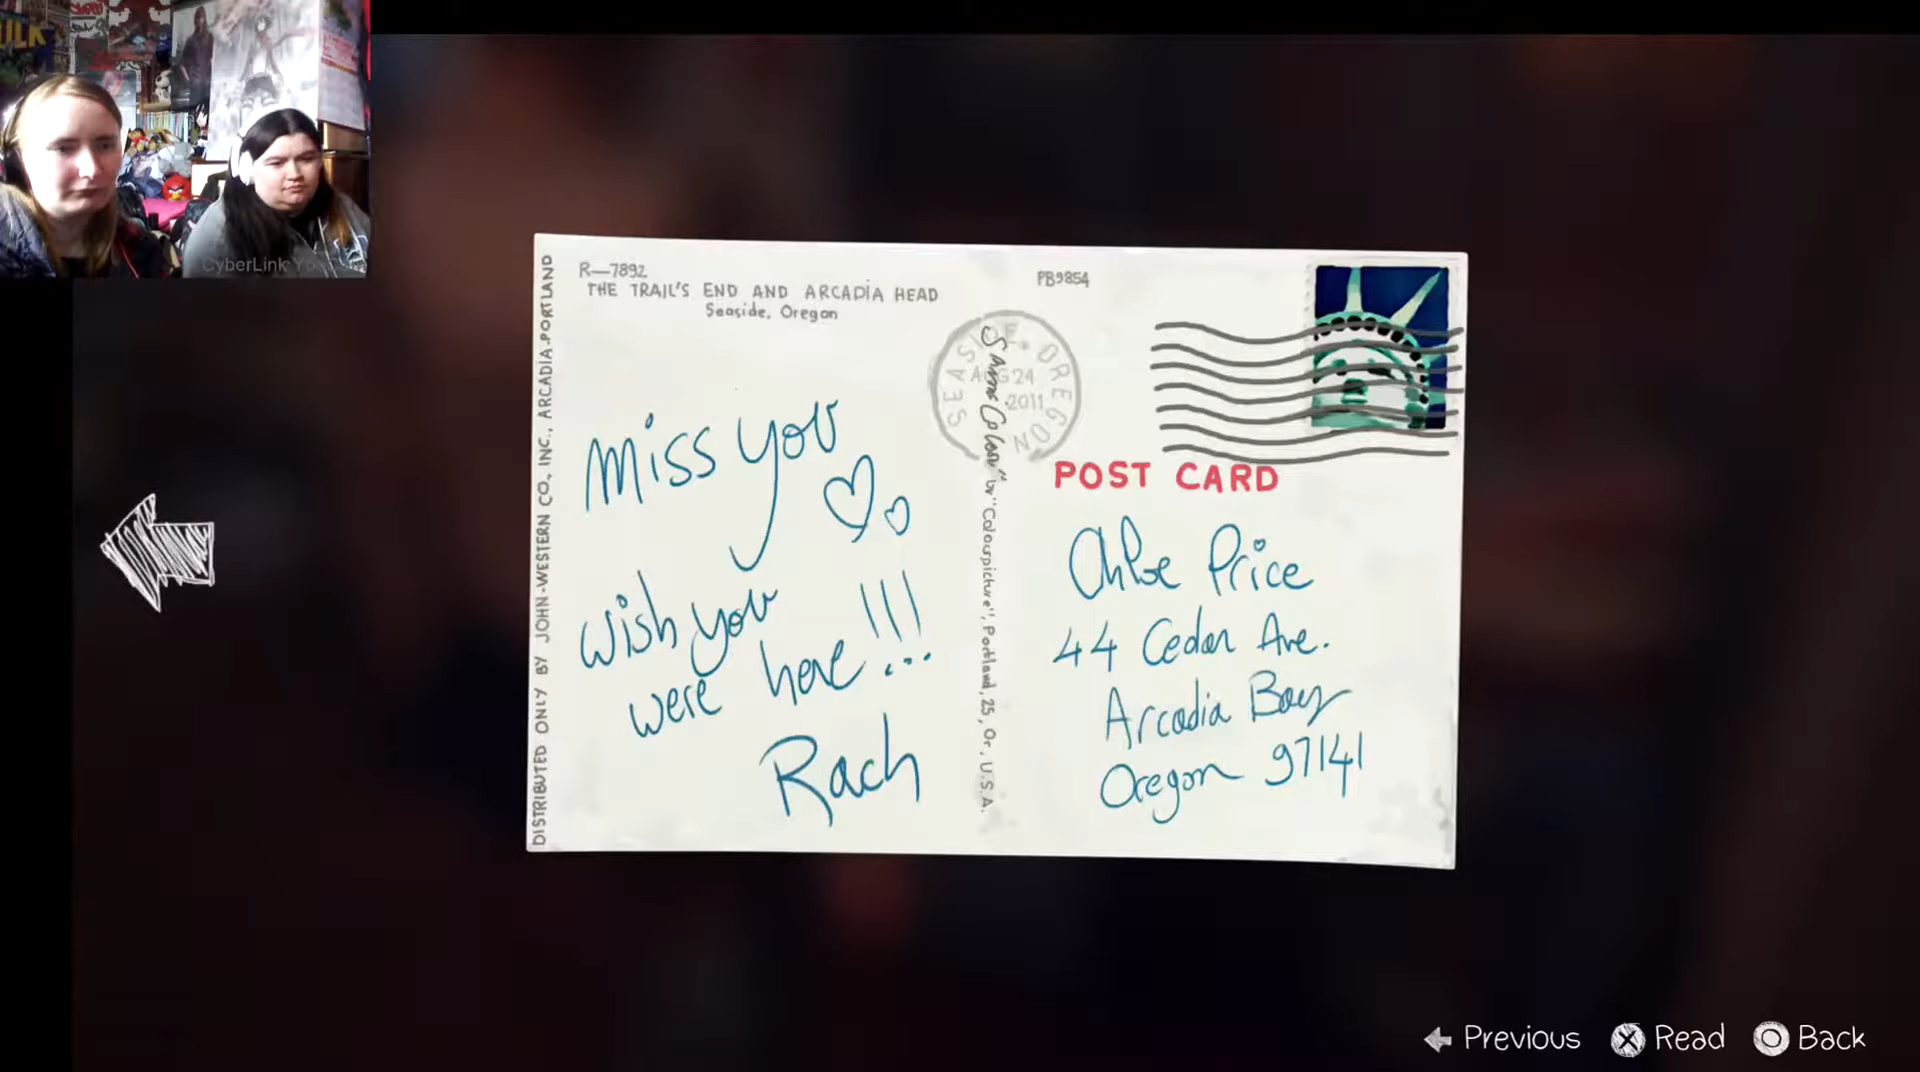 CyberLink
R—7892
THE TRAIL'S END AND ARCADIA HEAD
Seaside, Oregon
PB9854
DISTRIBUTED ONLY BY JOHN-WESTERN CO., INC., ARCADIA-PORTLAND
SEASIDE OREGON
AUG 24
2011
by "Colourpicture", Portland, 25, Or, U.S.A.
POST CARD
Miss you
Wish you
were here!!!
Rach
Chloe Price
44 Cedar Ave.
Arcadia Bay
Oregon 97141
Previous
Read
Back